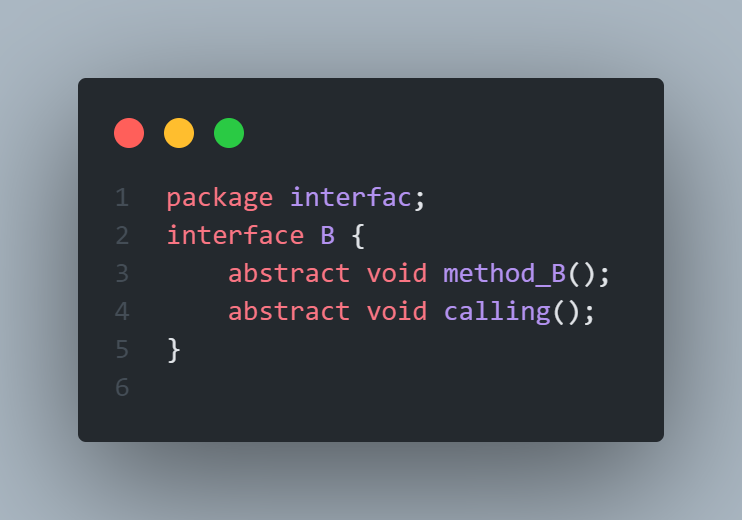 1 package interfac;
2 interface B {
3     abstract void method_B();
4     abstract void calling();
5 }
6